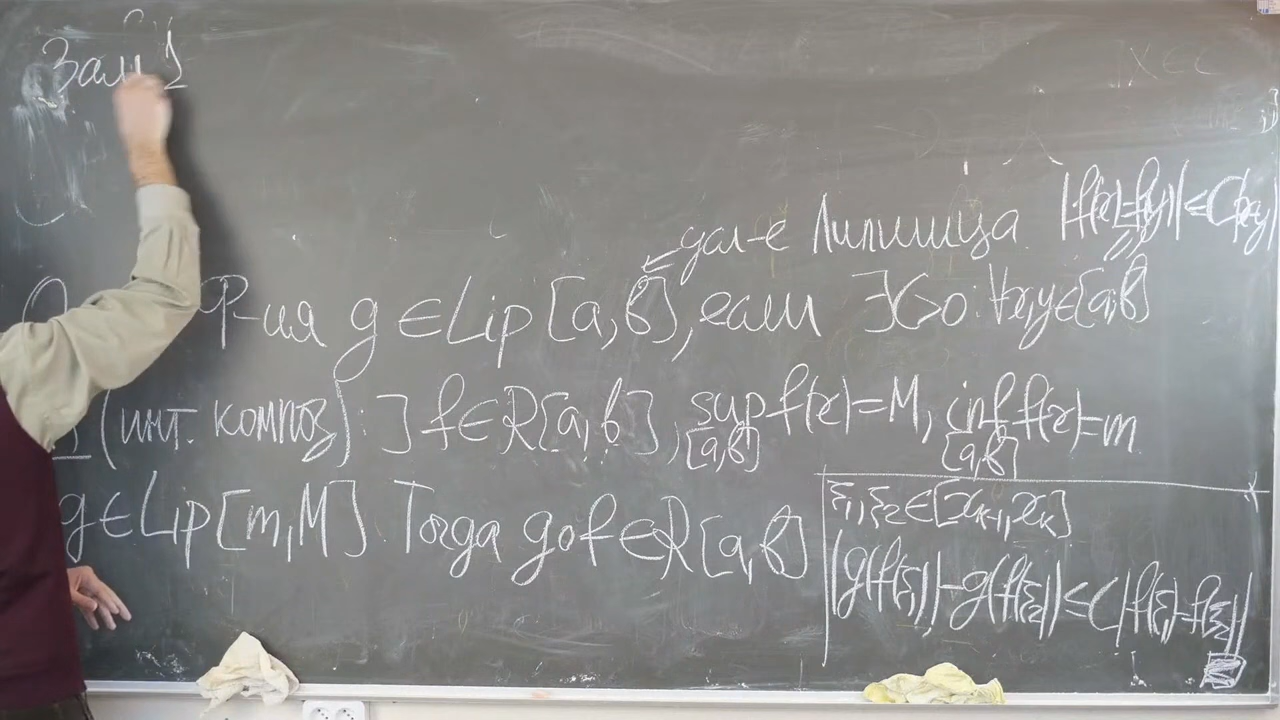 Зам 1
усл-е Липшица |f(x)-f(y)|≤C|x-y|
Ф-ия g∈Lip[a,b], если ∃C>0: ∀x,y∈[a,b]
(инт. композ): ] f∈R[a,b], sup f(x)=M, inf f(x)=m
[a,b] [a,b]
g∈Lip[m,M]. Тогда g∘f∈R[a,b]
ξ₁,ξ₂∈[xₖ₋₁,xₖ]
|g(f(ξ₁))-g(f(ξ₂))|≤C|f(ξ₁)-f(ξ₂)|